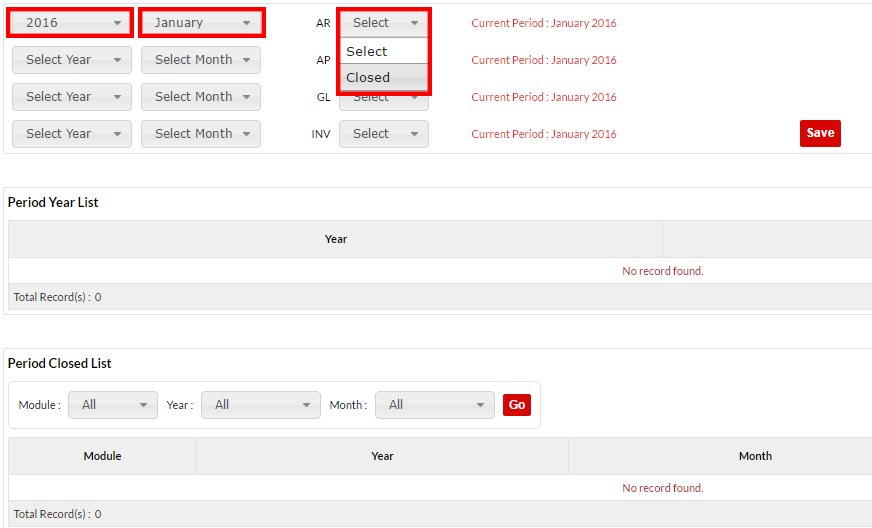 2016 January AR Select Current Period : January 2016
Select
Select Year Select Month AP Current Period : January 2016
Closed
Select Year Select Month GL Select Current Period : January 2016
Select Year Select Month INV Select Current Period : January 2016 Save
Period Year List
Year
No record found.
Total Record(s) : 0
Period Closed List
Module : All Year : All Month : All Go
Module Year Month
No record found.
Total Record(s) : 0